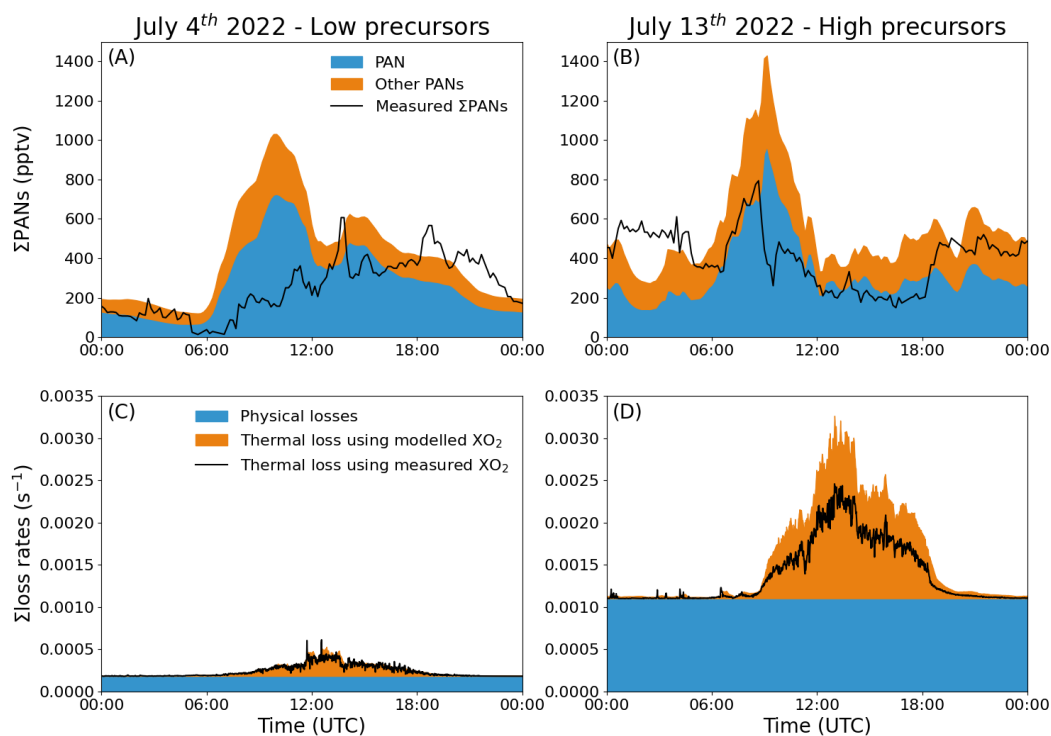 July 4th 2022 - Low precursors
July 13th 2022 - High precursors
(A)
PAN
Other PANs
Measured ΣPANs
ΣPANs (pptv)
1400
1200
1000
800
600
400
200
0
00:00 06:00 12:00 18:00 00:00
(B)
1400
1200
1000
800
600
400
200
0
00:00 06:00 12:00 18:00 00:00
(C)
Physical losses
Thermal loss using modelled XO₂
Thermal loss using measured XO₂
Σloss rates (s⁻¹)
0.0035
0.0030
0.0025
0.0020
0.0015
0.0010
0.0005
0.0000
00:00 06:00 12:00 18:00 00:00
Time (UTC)
(D)
0.0035
0.0030
0.0025
0.0020
0.0015
0.0010
0.0005
0.0000
00:00 06:00 12:00 18:00 00:00
Time (UTC)